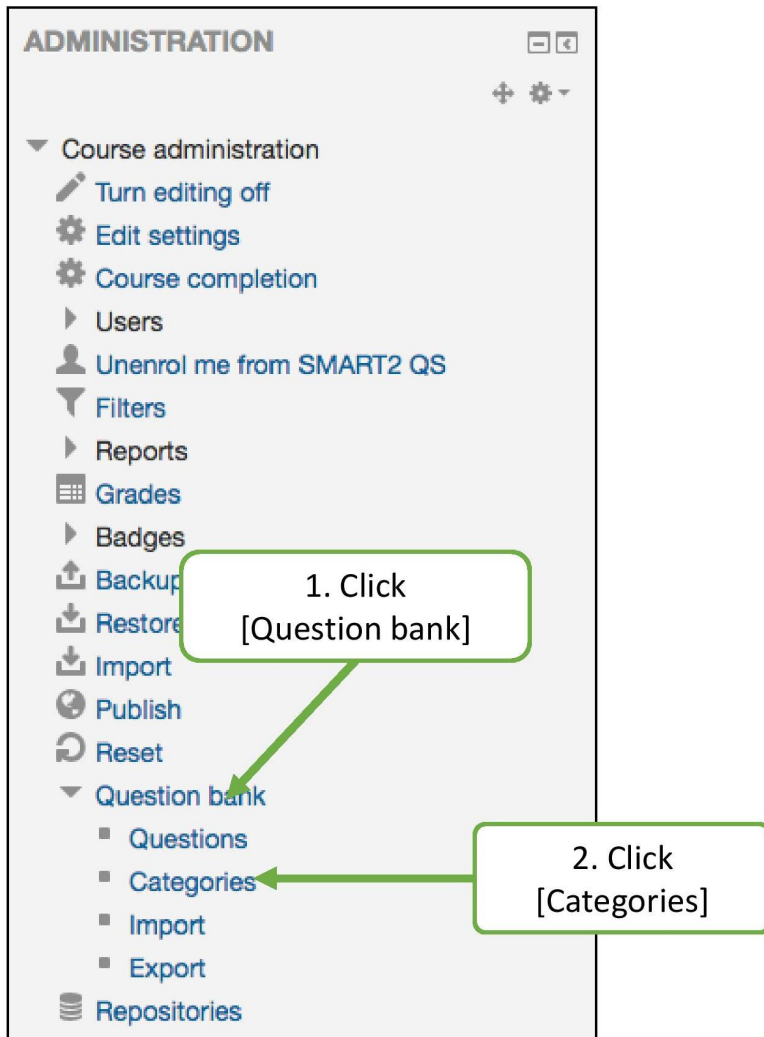 ADMINISTRATION
Course administration
Turn editing off
Edit settings
Course completion
Users
Unenrol me from SMART2 QS
Filters
Reports
Grades
Badges
Backup
1. Click
[Question bank]
Restore
Import
Publish
Reset
Question bank
Questions
Categories
2. Click
[Categories]
Import
Export
Repositories